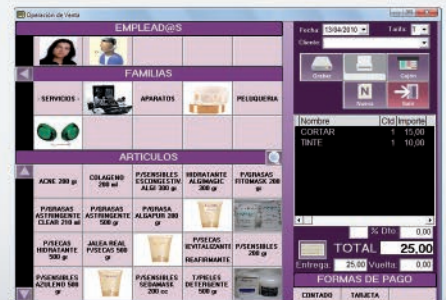 Operación de Venta
EMPLEAD@S
FAMILIAS
- SERVICIOS -
APARATOS
PELUQUERIA
ARTICULOS
ACNE 200 gr
COLAGENO 200 ml
P/SENSIBLES ESCONGESTIV ALGI 300 gr
HIDRATANTE ALGIMAGIC 300 gr
P/GRASAS FITOMASK 200 gr
P/GRASAS ASTRINGENTE CLEAR 210 ml
P/GRASAS ASTRINGENTE 500 gr
P/GRASA ALGAPUR 200 gr
P/SECAS HIDRATANTE 500 gr
JALEA REAL P/SECAS 500 gr
P/SECAS REVITALIZANTE REAFIRMANTE
P/SENSIBLES 200 gr
P/SENSIBLES AZULENO 500 gr
P/SENSIBLES SEDAMASK 200 cc
T.PIELES DETERGENTE 500 gr
Fecha 13/04/2010
Tarifa 1
Cliente
Grabar
Copiar
N
Nueva
Salir
Nombre Ctd Importe
CORTAR 1 15,00
TINTE 1 10,00
% Dto 0,00
0,00
TOTAL 25,00
Entrega: 25,00 Vuelta: 0,00
FORMAS DE PAGO
CONTADO TARJETA